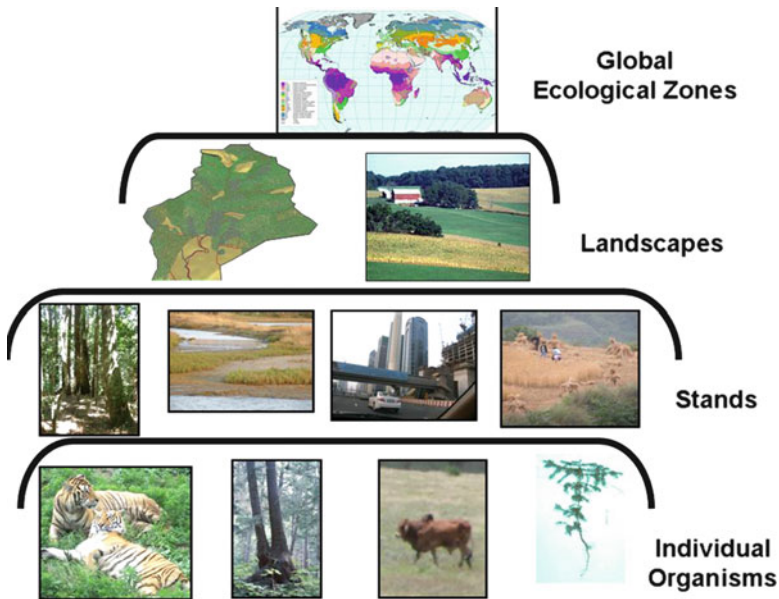 Global
Ecological Zones
Landscapes
Stands
Individual
Organisms